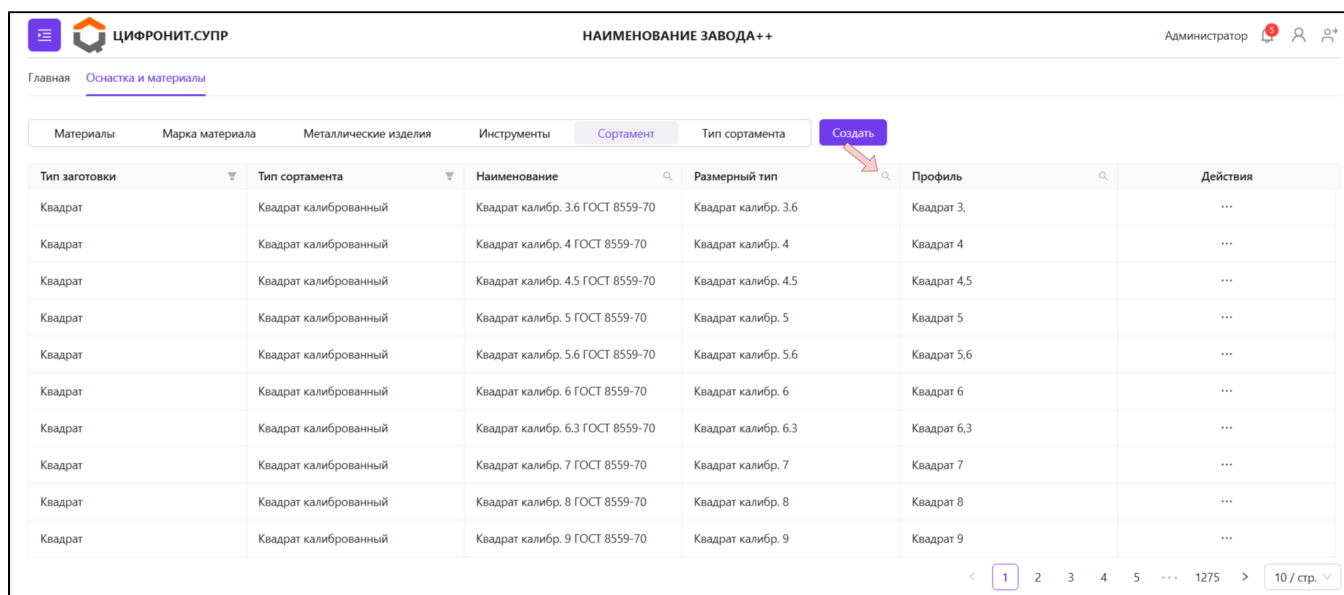 ЦИФРОНИТ.СУПР НАИМЕНОВАНИЕ ЗАВОДА++ Администратор 5
Главная Оснастка и материалы
Материалы Марка материала Металлические изделия Инструменты Сортамент Тип сортамента Создать
Тип заготовки Тип сортамента Наименование Размерный тип Профиль Действия
Квадрат Квадрат калиброванный Квадрат калибр. 3.6 ГОСТ 8559-70 Квадрат калибр. 3.6 Квадрат 3, ...
Квадрат Квадрат калиброванный Квадрат калибр. 4 ГОСТ 8559-70 Квадрат калибр. 4 Квадрат 4 ...
Квадрат Квадрат калиброванный Квадрат калибр. 4.5 ГОСТ 8559-70 Квадрат калибр. 4.5 Квадрат 4,5 ...
Квадрат Квадрат калиброванный Квадрат калибр. 5 ГОСТ 8559-70 Квадрат калибр. 5 Квадрат 5 ...
Квадрат Квадрат калиброванный Квадрат калибр. 5.6 ГОСТ 8559-70 Квадрат калибр. 5.6 Квадрат 5,6 ...
Квадрат Квадрат калиброванный Квадрат калибр. 6 ГОСТ 8559-70 Квадрат калибр. 6 Квадрат 6 ...
Квадрат Квадрат калиброванный Квадрат калибр. 6.3 ГОСТ 8559-70 Квадрат калибр. 6.3 Квадрат 6,3 ...
Квадрат Квадрат калиброванный Квадрат калибр. 7 ГОСТ 8559-70 Квадрат калибр. 7 Квадрат 7 ...
Квадрат Квадрат калиброванный Квадрат калибр. 8 ГОСТ 8559-70 Квадрат калибр. 8 Квадрат 8 ...
Квадрат Квадрат калиброванный Квадрат калибр. 9 ГОСТ 8559-70 Квадрат калибр. 9 Квадрат 9 ...
< 1 2 3 4 5 ... 1275 > 10 / стр.